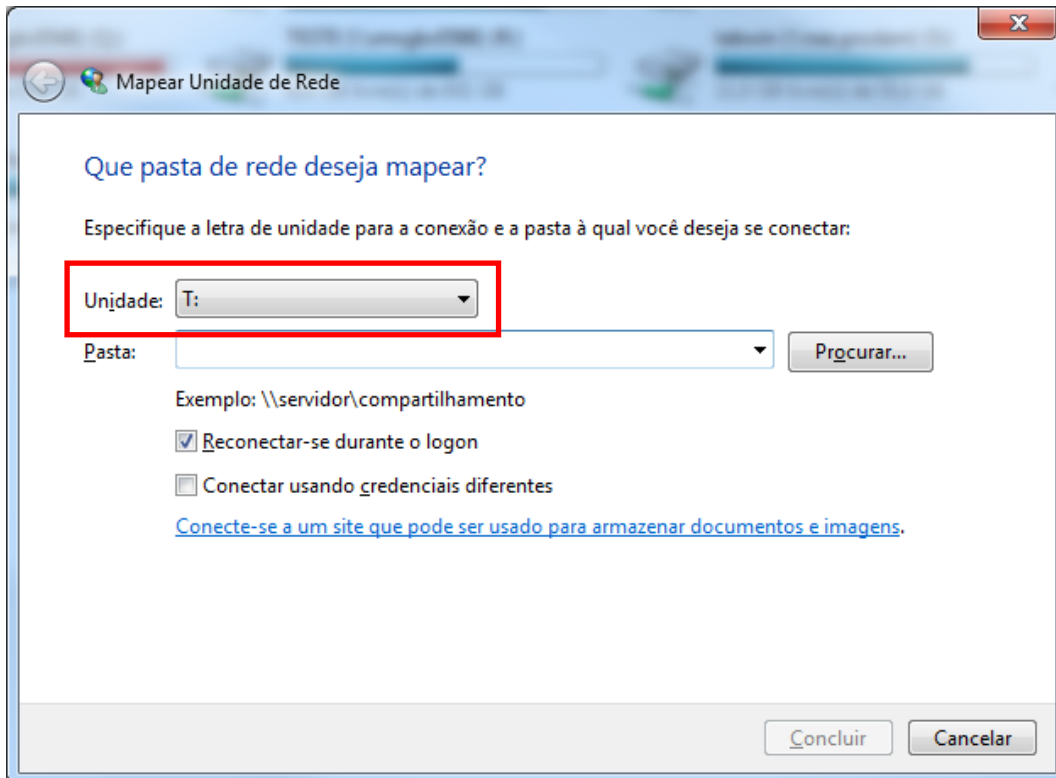 Mapear Unidade de Rede
Que pasta de rede deseja mapear?
Especifique a letra de unidade para a conexão e a pasta à qual você deseja se conectar:
Unidade: T:
Pasta: Procurar...
Exemplo: \\servidor\compartilhamento
Reconectar-se durante o logon
Conectar usando credenciais diferentes
Conecte-se a um site que pode ser usado para armazenar documentos e imagens.
Concluir Cancelar